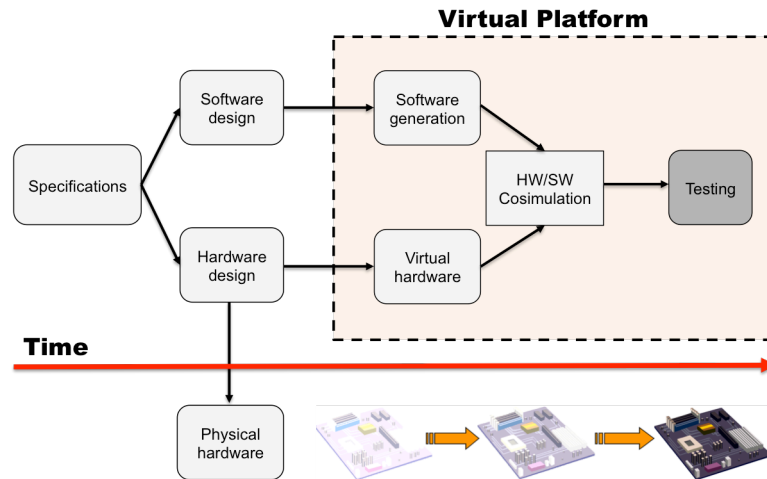 Virtual Platform
Software
design
Software
generation
Specifications
HW/SW
Cosimulation
Testing
Hardware
design
Virtual
hardware
Time
Physical
hardware